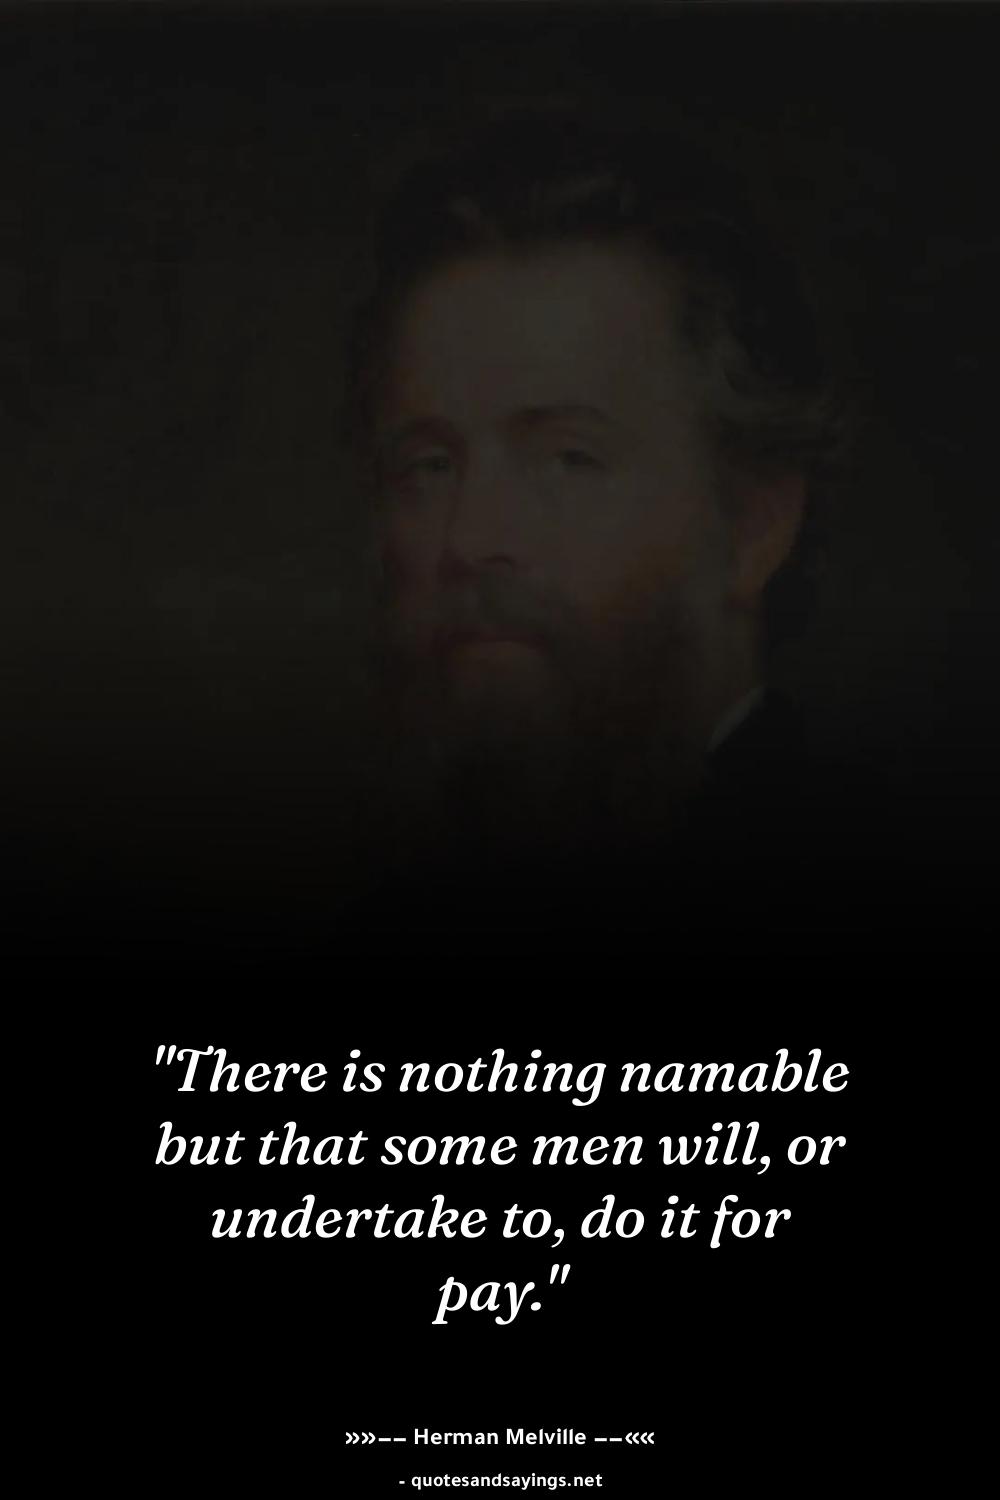 "There is nothing namable
but that some men will, or
undertake to, do it for
pay."
»»–– Herman Melville ––««
- quotesandsayings.net